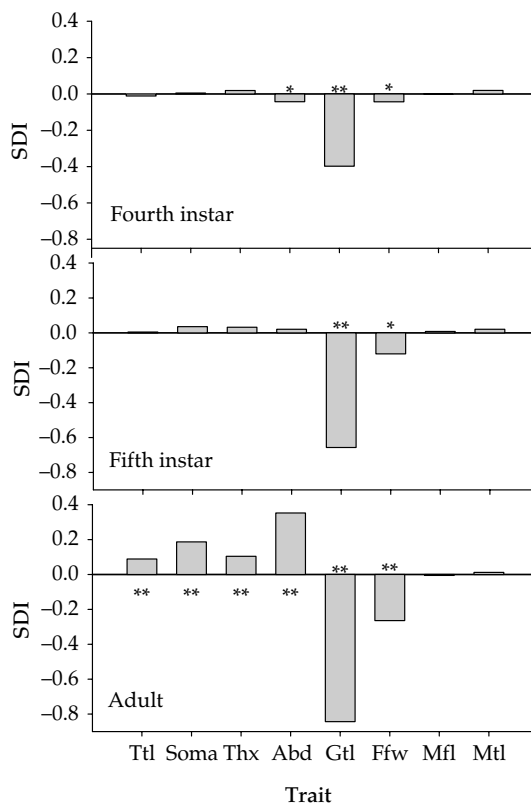 0.4
0.2
0.0
−0.2
−0.4
−0.6
−0.8
SDI
* ** *
Fourth instar
0.4
0.2
0.0
−0.2
−0.4
−0.6
−0.8
SDI
** *
Fifth instar
0.4
0.2
0.0
−0.2
−0.4
−0.6
−0.8
SDI
** **
** ** ** **
Adult
Ttl Soma Thx Abd Gtl Ffw Mfl Mtl
Trait